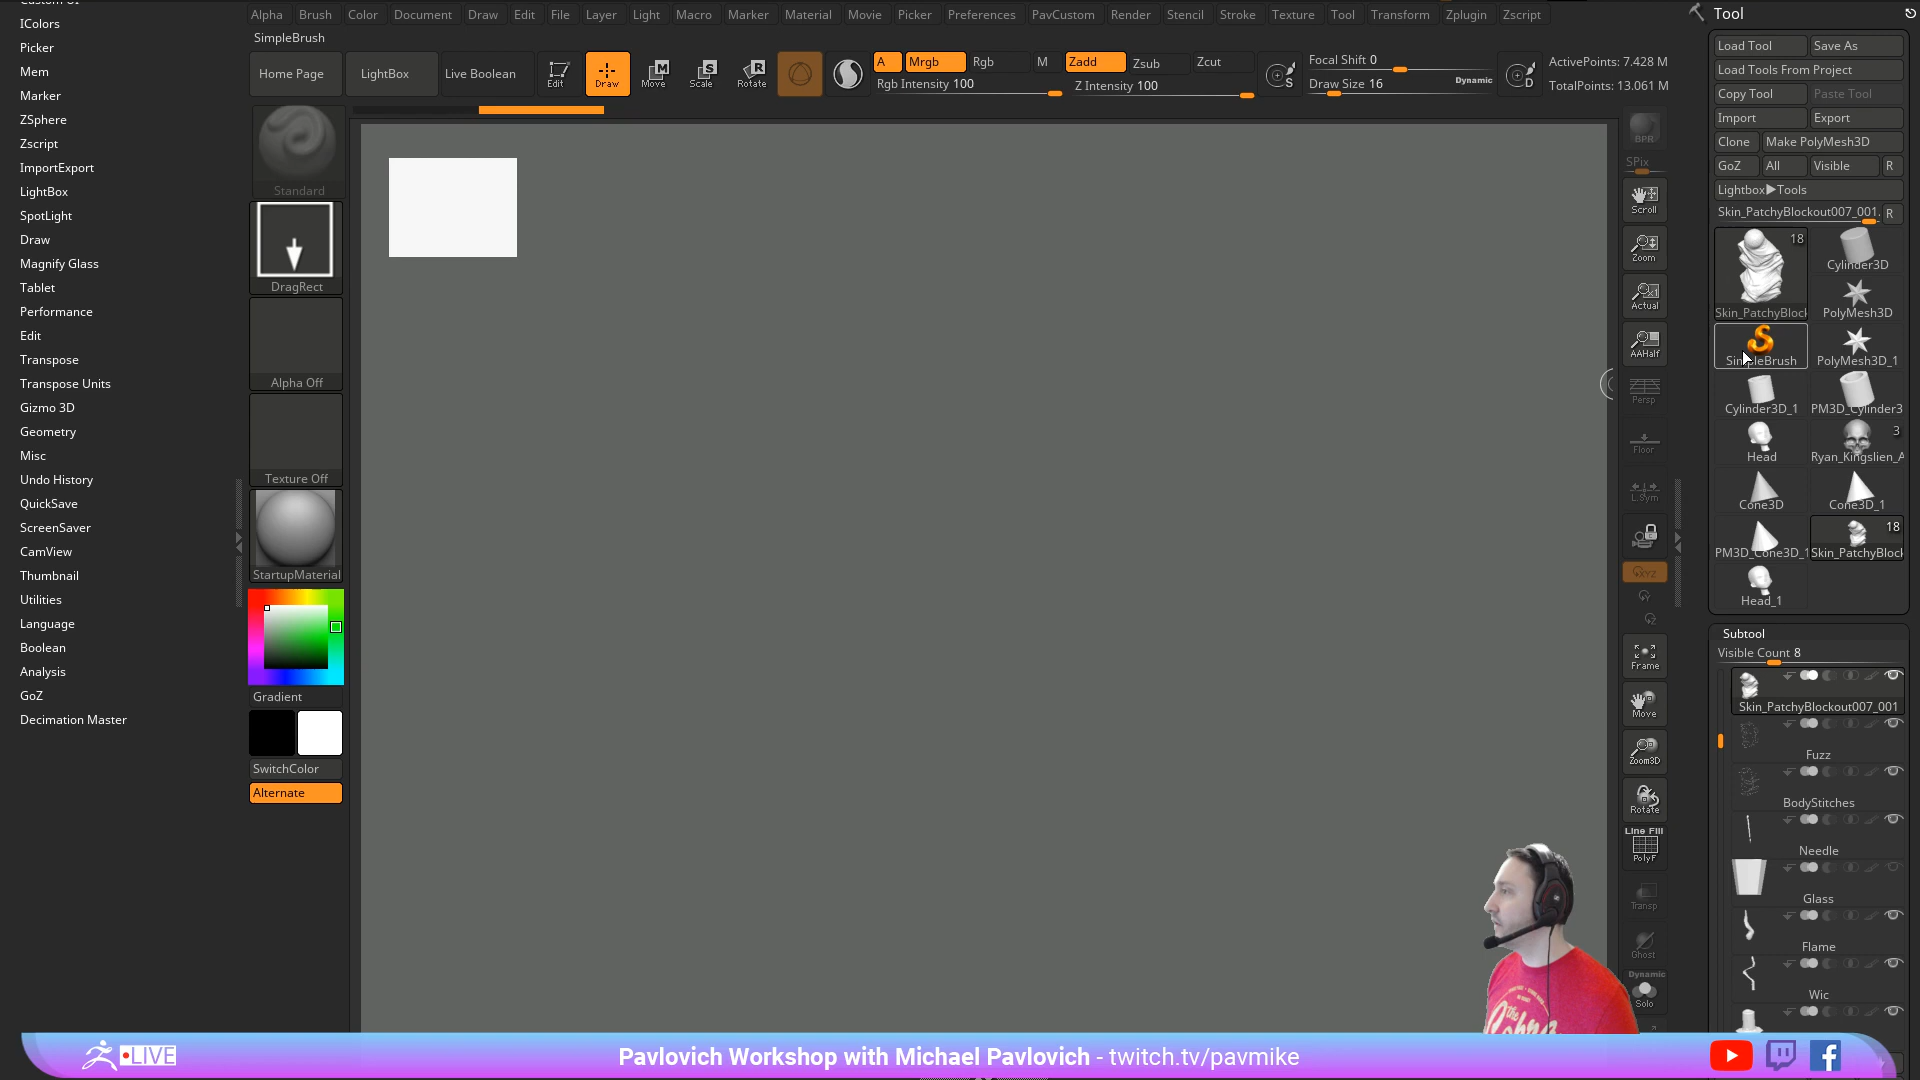 Alpha Brush Color Document Draw Edit File Layer Light Macro Marker Material Movie Picker Preferences PavCustom Render Stencil Stroke Texture Tool Transform Zplugin Zscript
SimpleBrush
IColors
Picker
Mem
Marker
ZSphere
Zscript
ImportExport
LightBox
SpotLight
Draw
Magnify Glass
Tablet
Performance
Edit
Transpose
Transpose Units
Gizmo 3D
Geometry
Misc
Undo History
QuickSave
ScreenSaver
CamView
Thumbnail
Utilities
Language
Boolean
Analysis
GoZ
Decimation Master
Home Page LightBox Live Boolean Edit Draw Move Scale Rotate
A Mrgb Rgb M Zadd Zsub Zcut
Rgb Intensity 100 Z Intensity 100
Focal Shift 0
Draw Size 16 Dynamic
ActivePoints: 7.428 M
TotalPoints: 13.061 M
Standard
DragRect
Alpha Off
Texture Off
StartupMaterial
Gradient
SwitchColor
Alternate
BPR
SPix
Scroll
Zoom
Actual
AAHalf
Persp
Floor
L.Sym
XYZ
Frame
Move
Zoom3D
Rotate
Line Fill
PolyF
Transp
Ghost
Dynamic
Solo
Tool
Load Tool Save As
Load Tools From Project
Copy Tool Paste Tool
Import Export
Clone Make PolyMesh3D
GoZ All Visible R
Lightbox▶Tools
Skin_PatchyBlockout007_001. R
18
Cylinder3D
Skin_PatchyBlock PolyMesh3D
SimpleBrush PolyMesh3D_1
Cylinder3D_1 PM3D_Cylinder3
3
Head Ryan_Kingslien_A
Cone3D Cone3D_1
18
PM3D_Cone3D_1 Skin_PatchyBlock
Head_1
Subtool
Visible Count 8
Skin_PatchyBlockout007_001
Fuzz
BodyStitches
Needle
Glass
Flame
Wic
LIVE
Pavlovich Workshop with Michael Pavlovich - twitch.tv/pavmike